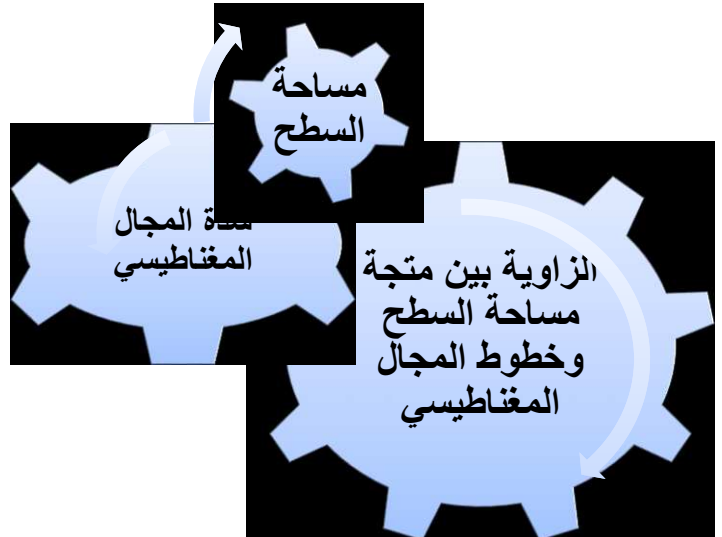 مساحة
السطح
المجال
المغناطيسي
الزاوية بين متجة
مساحة السطح
وخطوط المجال
المغناطيسي